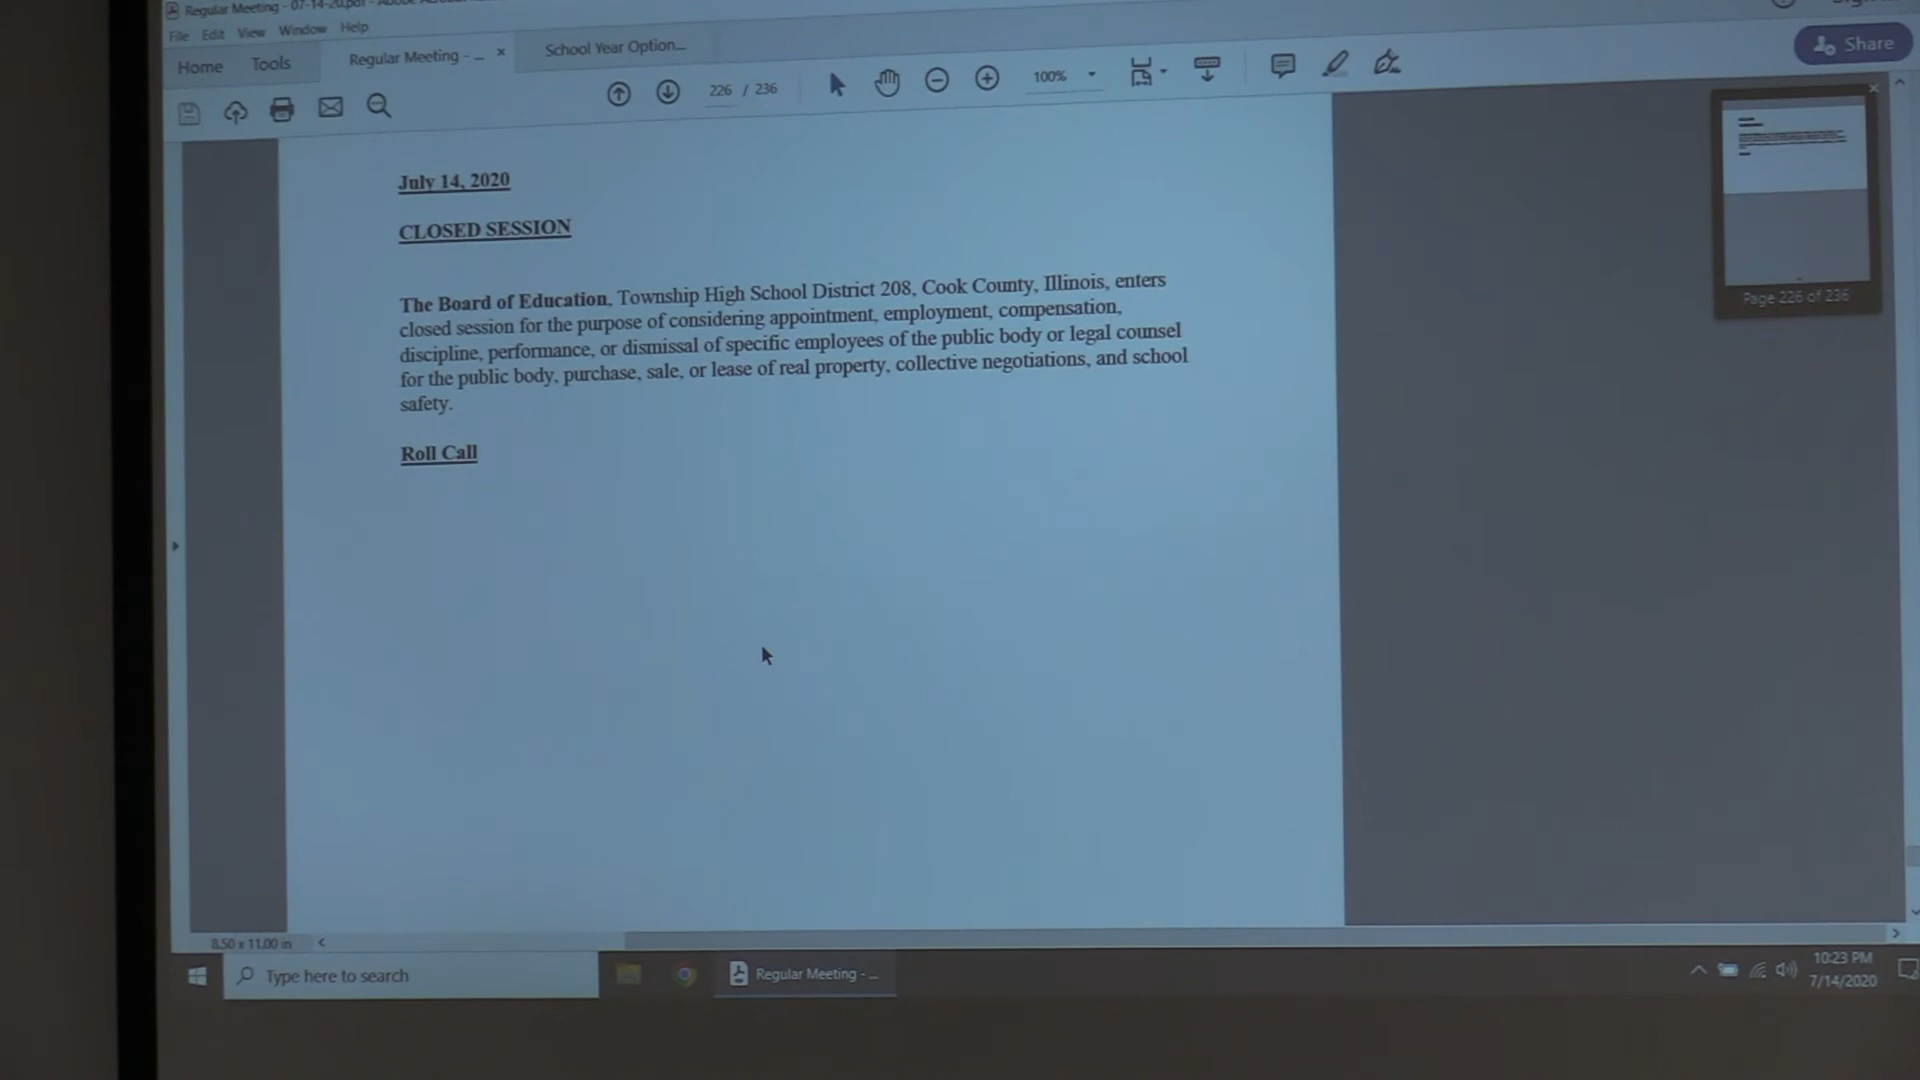 Regular Meeting - 07-14-20.pdf - Adobe
File Edit View Window Help
Home Tools Regular Meeting - ... × School Year Option...
226 / 236 100% Share
July 14, 2020
CLOSED SESSION
The Board of Education, Township High School District 208, Cook County, Illinois, enters
closed session for the purpose of considering appointment, employment, compensation,
discipline, performance, or dismissal of specific employees of the public body or legal counsel
for the public body, purchase, sale, or lease of real property, collective negotiations, and school
safety.
Roll Call
Page 226 of 236
8.50 x 11.00 in
Type here to search
Regular Meeting - ...
10:23 PM
7/14/2020